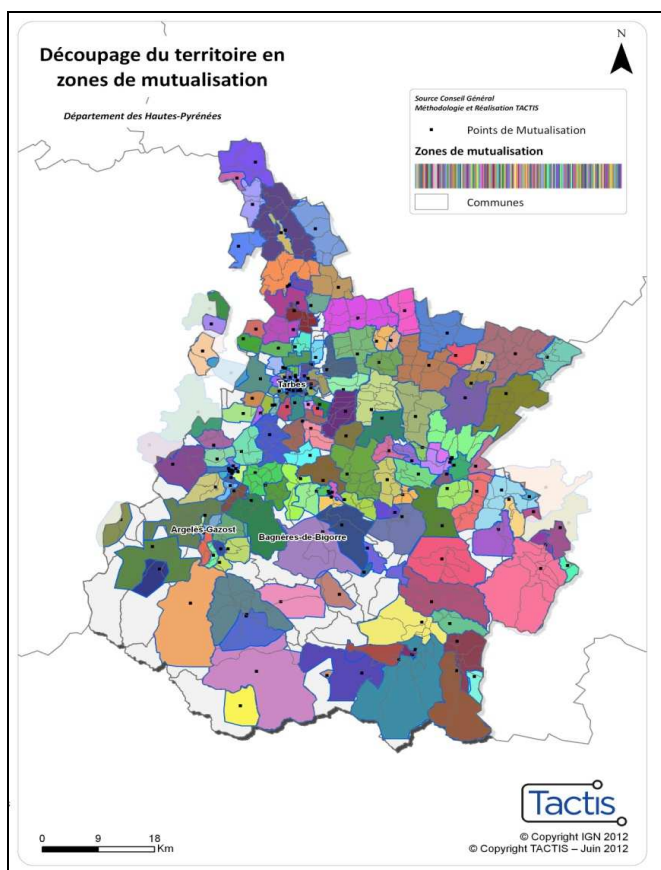 Découpage du territoire en
zones de mutualisation
Département des Hautes-Pyrénées
N
Source Conseil Général
Méthodologie et Réalisation TACTIS
Points de Mutualisation
Zones de mutualisation
Communes
Tarbes
Argelès-Gazost
Bagnères-de-Bigorre
Tactis
0 9 18
Km
© Copyright IGN 2012
© Copyright TACTIS – Juin 2012